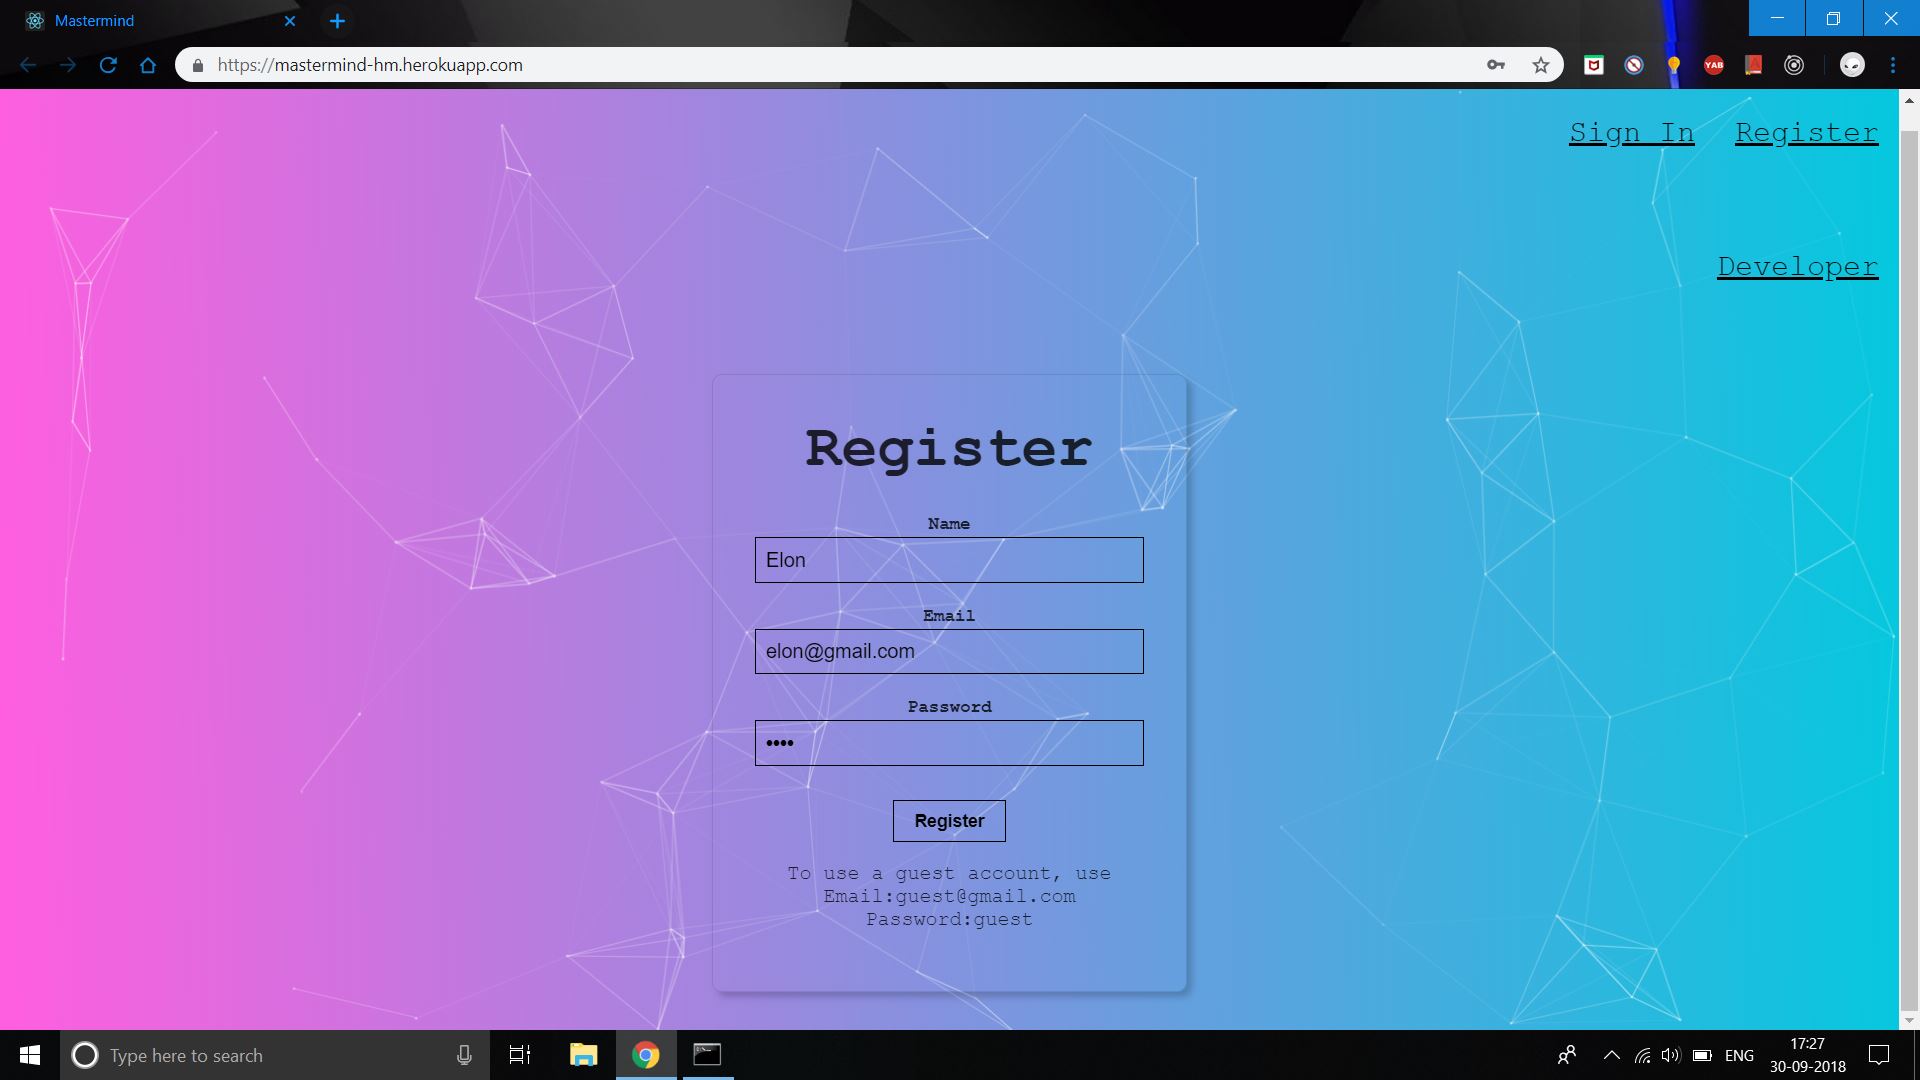 Mastermind
https://mastermind-hm.herokuapp.com
YAB
Sign In Register
Developer
Register
Name
Elon
Email
elon@gmail.com
Password
••••
Register
To use a guest account, use
Email:guest@gmail.com
Password:guest
Type here to search
ENG
17:27
30-09-2018